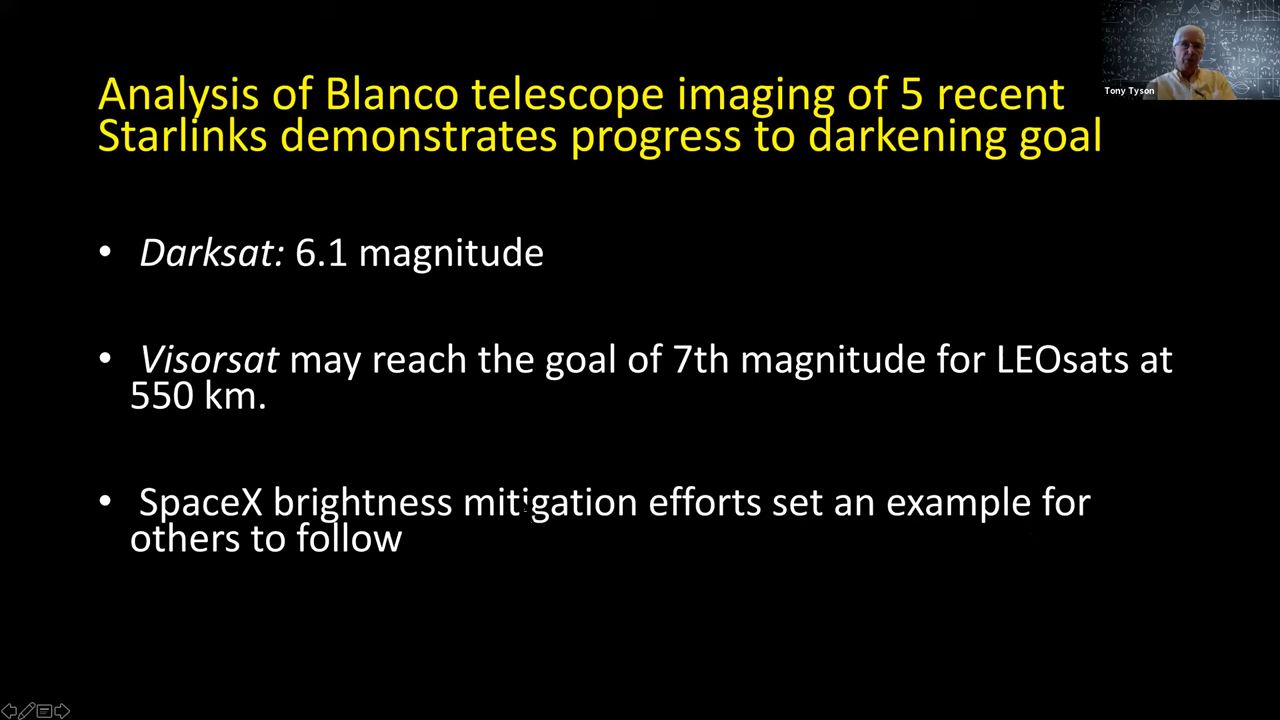 Analysis of Blanco telescope imaging of 5 recent
Starlinks demonstrates progress to darkening goal
Tony Tyson
• Darksat: 6.1 magnitude
• Visorsat may reach the goal of 7th magnitude for LEOsats at
550 km.
• SpaceX brightness mitigation efforts set an example for
others to follow